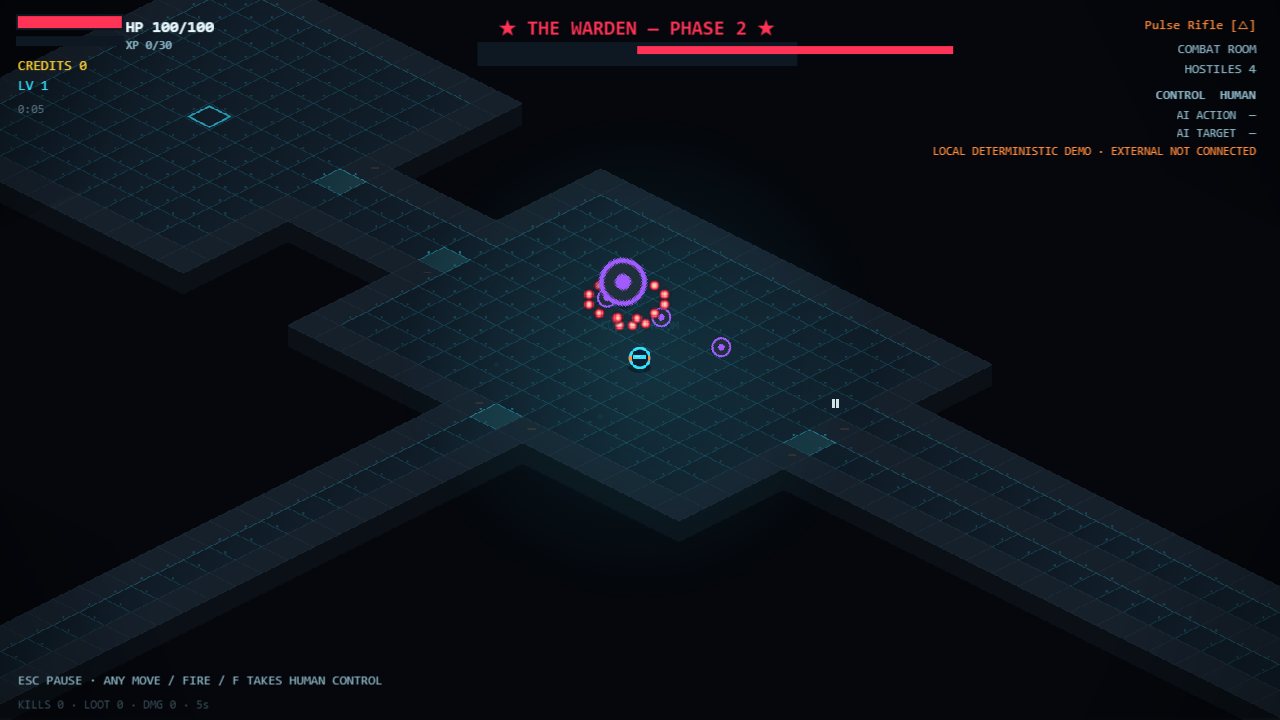 HP 100/100
XP 0/30
CREDITS 0
LV 1
0:05
★ THE WARDEN — PHASE 2 ★
Pulse Rifle [△]
COMBAT ROOM
HOSTILES 4
CONTROL HUMAN
AI ACTION —
AI TARGET —
LOCAL DETERMINISTIC DEMO · EXTERNAL NOT CONNECTED
ESC PAUSE · ANY MOVE / FIRE / F TAKES HUMAN CONTROL
KILLS 0 · LOOT 0 · DMG 0 · 5s